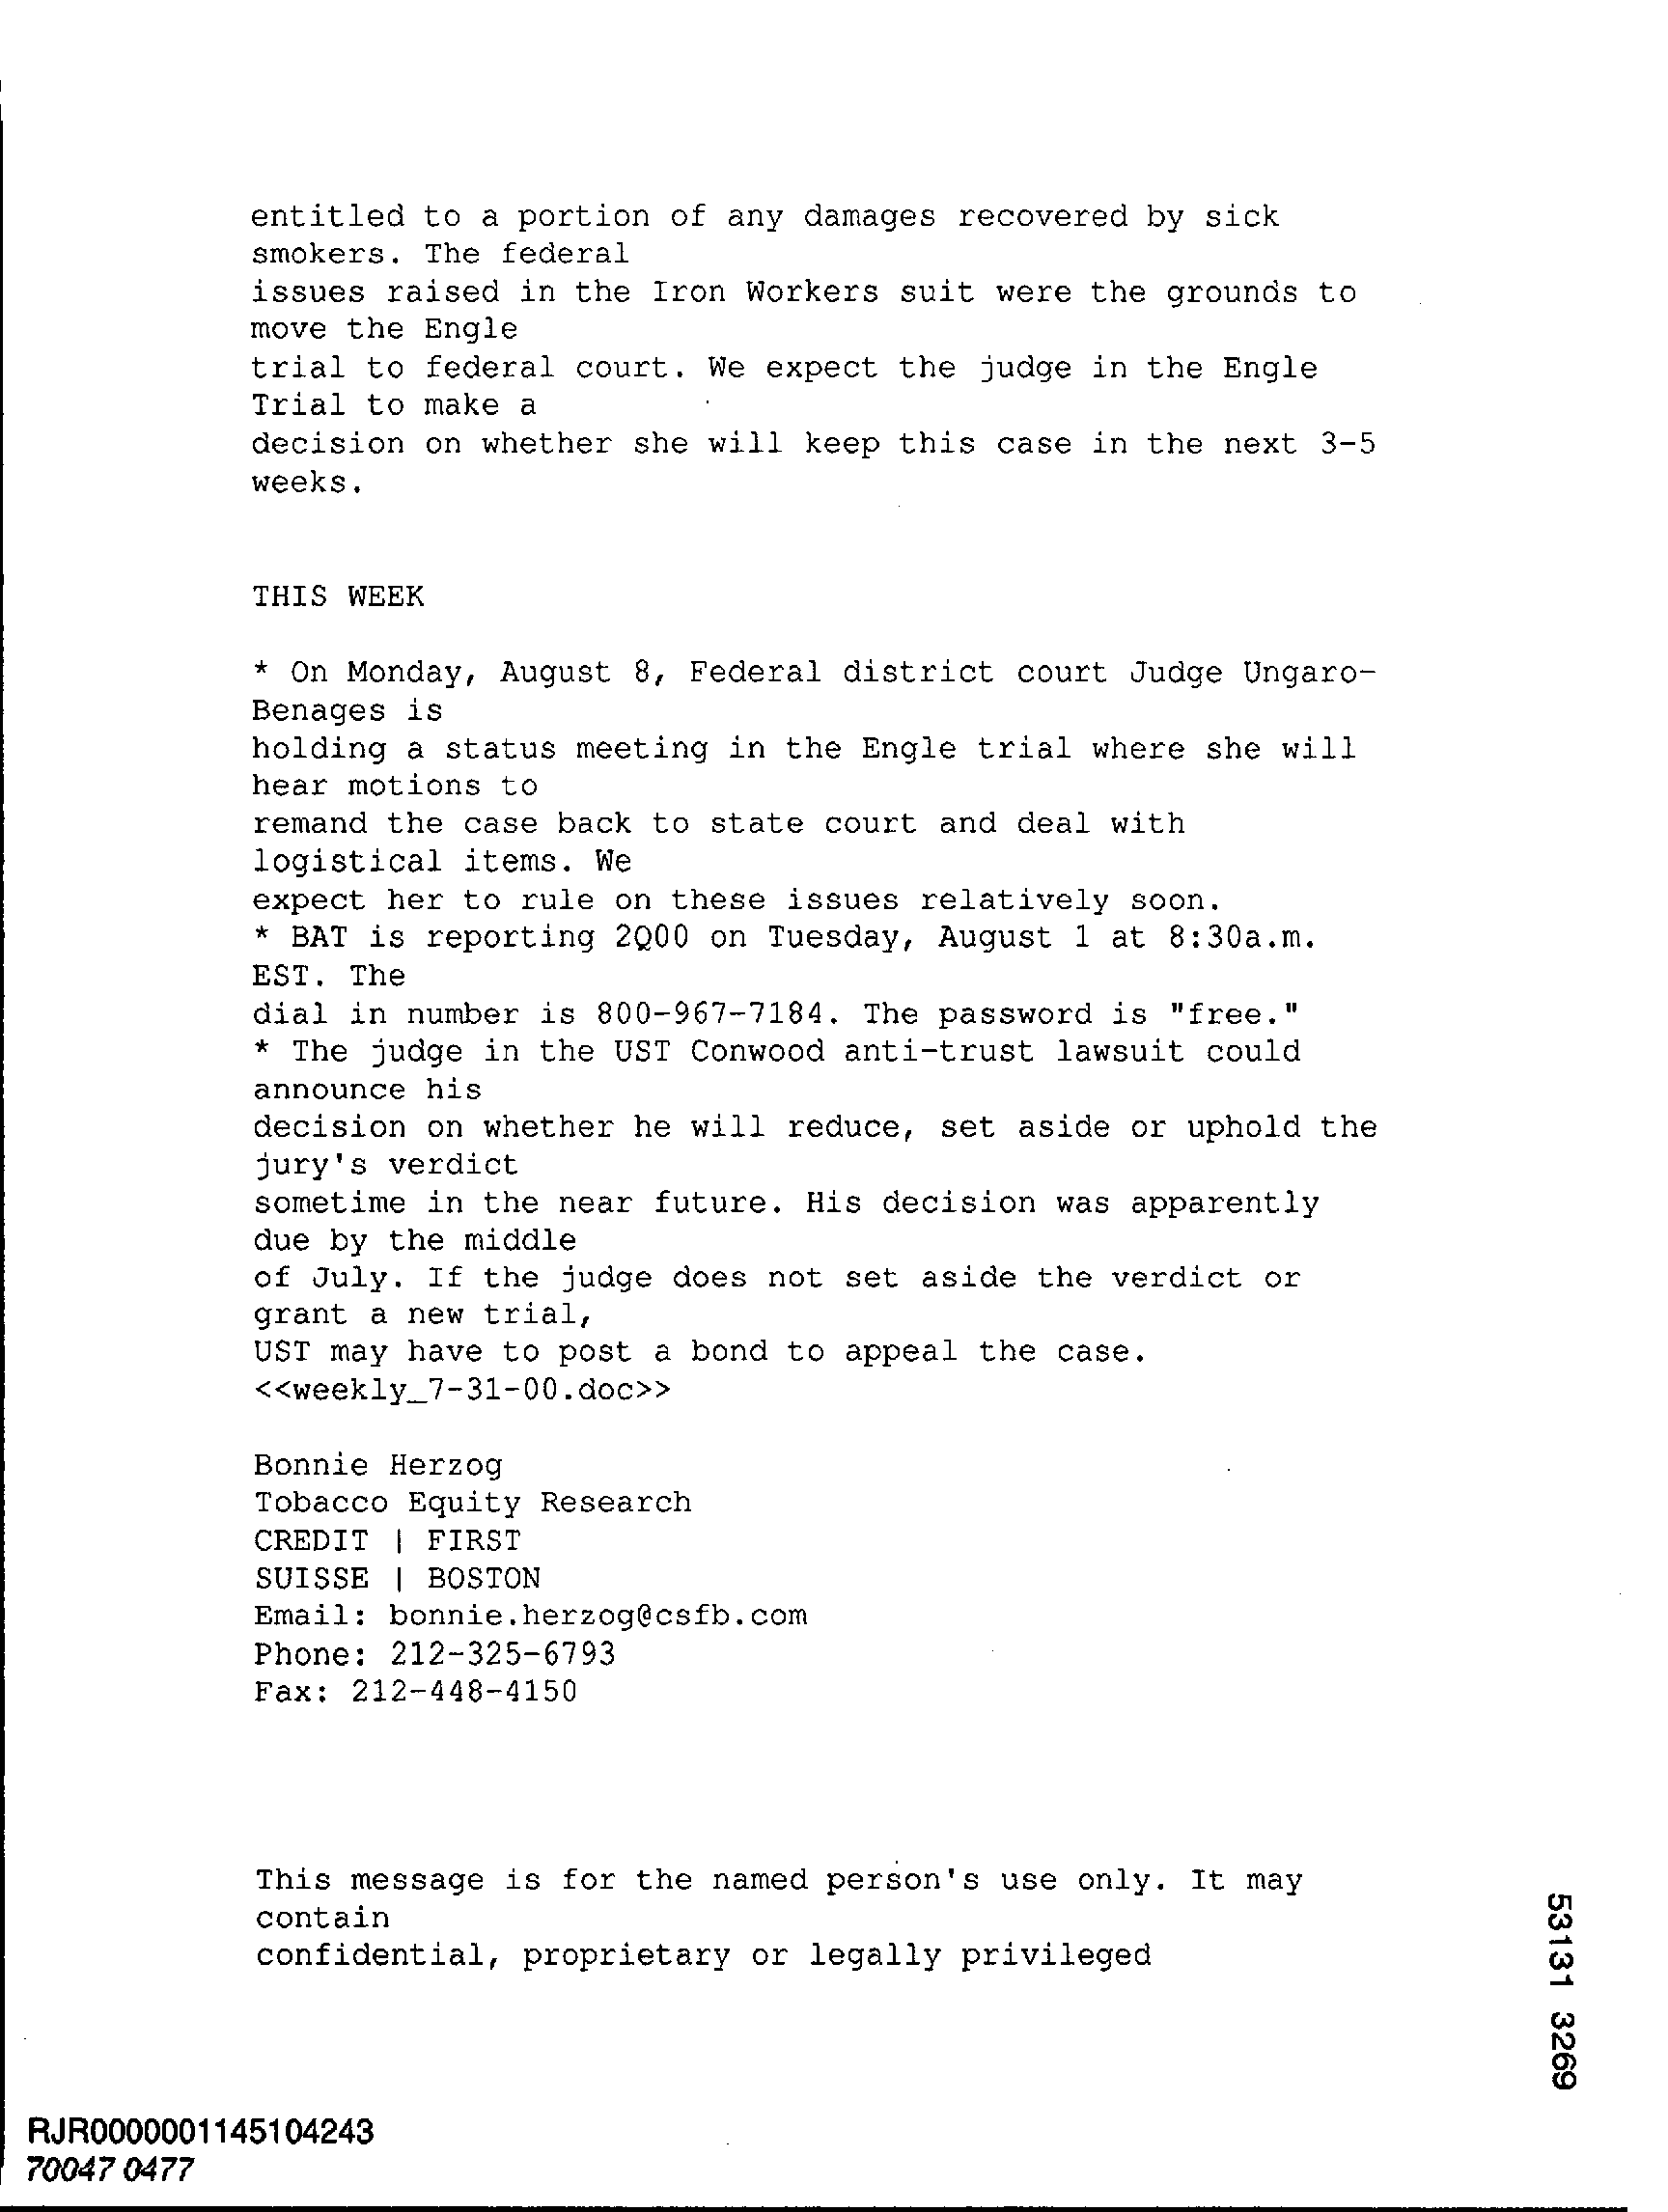 entitled to a portion of any damages recovered by sick
smokers. The federal
issues raised in the Iron Workers suit were the grounds to
move the Engle
trial to federal court. We expect the judge in the Engle
Trial to make a
decision on whether she will keep this case in the next 3-5
weeks.
THIS WEEK
* On Monday, August 8, Federal district court Judge Ungaro-
Benages is
holding a status meeting in the Engle trial where she will
hear motions to
remand the case back to state court and deal with
logistical items. We
expect her to rule on these issues relatively soon.
* BAT is reporting 2Q00 on Tuesday, August 1 at 8:30a.m.
EST. The
dial in number is 800-967-7184. The password is "free."
* The judge in the UST Conwood anti-trust lawsuit could
announce his
decision on whether he will reduce, set aside or uphold the
jury's verdict
sometime in the near future. His decision was apparently
due by the middle
of July. If the judge does not set aside the verdict or
grant a new trial,
UST may have to post a bond to appeal the case.
<<weekly_7-31-00.doc>>
Bonnie Herzog
Tobacco Equity Research
CREDIT | FIRST
SUISSE | BOSTON
Email: bonnie.herzog@csfb.com
Phone: 212-325-6793
Fax: 212-448-4150
This message is for the named person's use only. It may
contain
confidential, proprietary or legally privileged
53131 3269
RJR0000001145104243
70047 0477